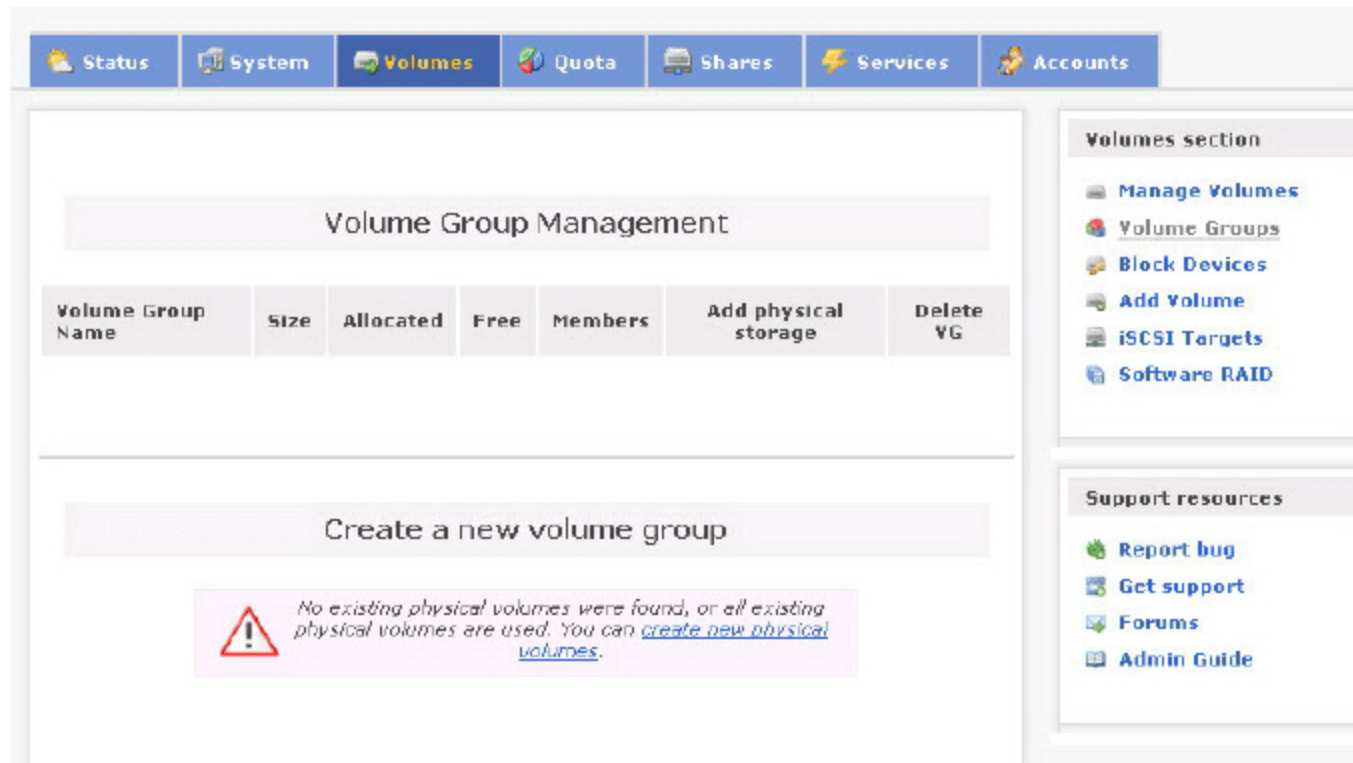 Status System Volumes Quota Shares Services Accounts
Volume Group Management
Volume Group Name Size Allocated Free Members Add physical storage Delete VG
Create a new volume group
No existing physical volumes were found, or all existing
physical volumes are used. You can create new physical
volumes.
Volumes section
Manage Volumes
Volume Groups
Block Devices
Add Volume
iSCSI Targets
Software RAID
Support resources
Report bug
Get support
Forums
Admin Guide